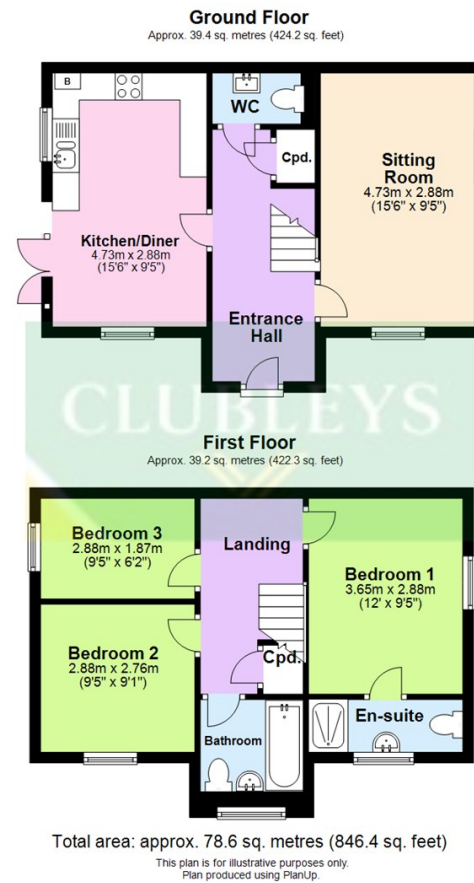 Ground Floor
Approx. 39.4 sq. metres (424.2 sq. feet)
B
WC
Cpd.
Sitting
Room
4.73m x 2.88m
(15'6" x 9'5")
Kitchen/Diner
4.73m x 2.88m
(15'6" x 9'5")
Entrance
Hall
CLUBLEYS
First Floor
Approx. 39.2 sq. metres (422.3 sq. feet)
Bedroom 3
2.88m x 1.87m
(9'5" x 6'2")
Landing
Bedroom 1
3.65m x 2.88m
(12' x 9'5")
Bedroom 2
2.88m x 2.76m
(9'5" x 9'1")
Cpd.
Bathroom
En-suite
Total area: approx. 78.6 sq. metres (846.4 sq. feet)
This plan is for illustrative purposes only.
Plan produced using PlanUp.